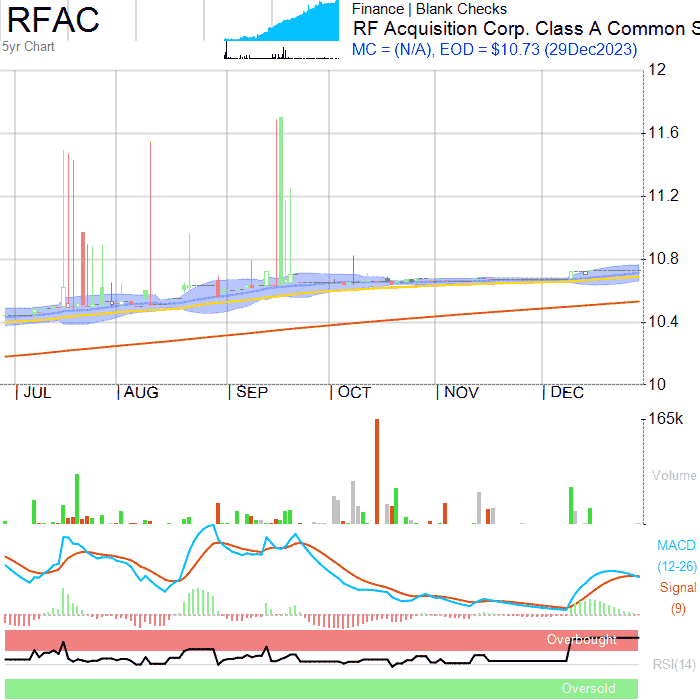 RFAC
5yr Chart
Finance | Blank Checks
RF Acquisition Corp. Class A Common S
MC = (N/A), EOD = $10.73 (29Dec2023)
12
11.6
11.2
10.8
10.4
10
JUL
AUG
SEP
OCT
NOV
DEC
165k
Volume
MACD
(12-26)
Signal
(9)
Overbought
RSI(14)
Oversold